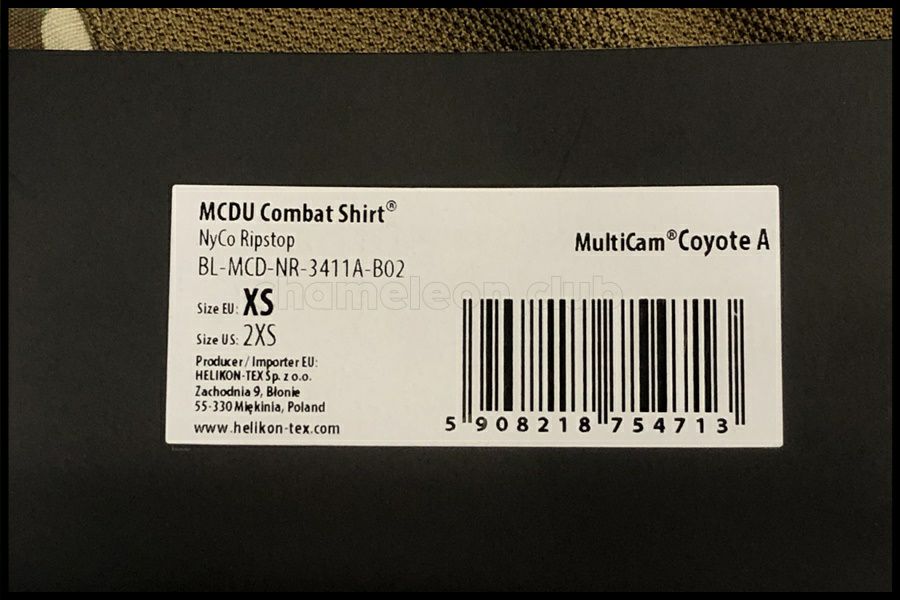 MCDU Combat Shirt®
NyCo Ripstop
MultiCam® Coyote A
BL-MCD-NR-3411A-B02
chameleon club
Size EU: XS
Size US: 2XS
Producer / Importer EU:
HELIKON-TEX Sp. z o.o.
Zachodnia 9, Błonie
55-330 Miękinia, Poland
www.helikon-tex.com
5 908218 754713